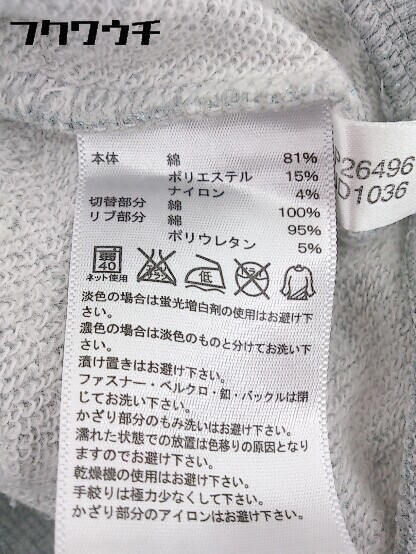 フクワウチ
本体 綿 81%
ポリエステル 15%
ナイロン 4%
切替部分 綿 100%
リブ部分 綿 95%
ポリウレタン 5%
26496
D1036
40
エンソ
サラシ
低
ドライ
ネット使用
淡色の場合は蛍光増白剤の使用はお避け下
さい。
濃色の場合は淡色のものと分けてお洗い下
さい。
漬け置きはお避け下さい。
ファスナー・ベルクロ・釦・バックルは閉
じてお洗い下さい。
かざり部分のもみ洗いはお避け下さい。
濡れた状態での放置は色移りの原因となり
ますのでお避け下さい。
乾燥機の使用はお避け下さい。
手絞りは極力少なくして下さい。
かざり部分のアイロンはお避け下さい。